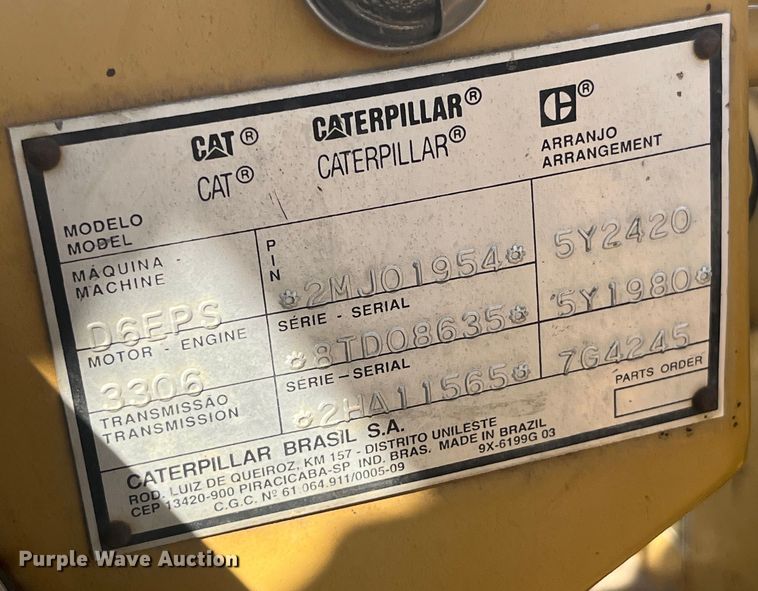 CAT® CATERPILLAR® C®
CAT® CATERPILLAR®
ARRANJO
ARRANGEMENT
MODELO
MODEL
MÁQUINA -
MACHINE
D6EPS
PIN
*2MJ01954*
5Y2420
MOTOR - ENGINE
3306
SÉRIE - SERIAL
*8TD08635*
5Y1980*
TRANSMISSÃO
TRANSMISSION
SÉRIE - SERIAL
*2HA11565*
7G4245
PARTS ORDER
CATERPILLAR BRASIL S.A.
ROD. LUIZ DE QUEIROZ, KM 157 - DISTRITO UNILESTE
CEP 13420-900 PIRACICABA-SP IND. BRAS. MADE IN BRAZIL
C.G.C. Nº 61.064.911/0005-09
9X-6199G 03
Purple Wave Auction